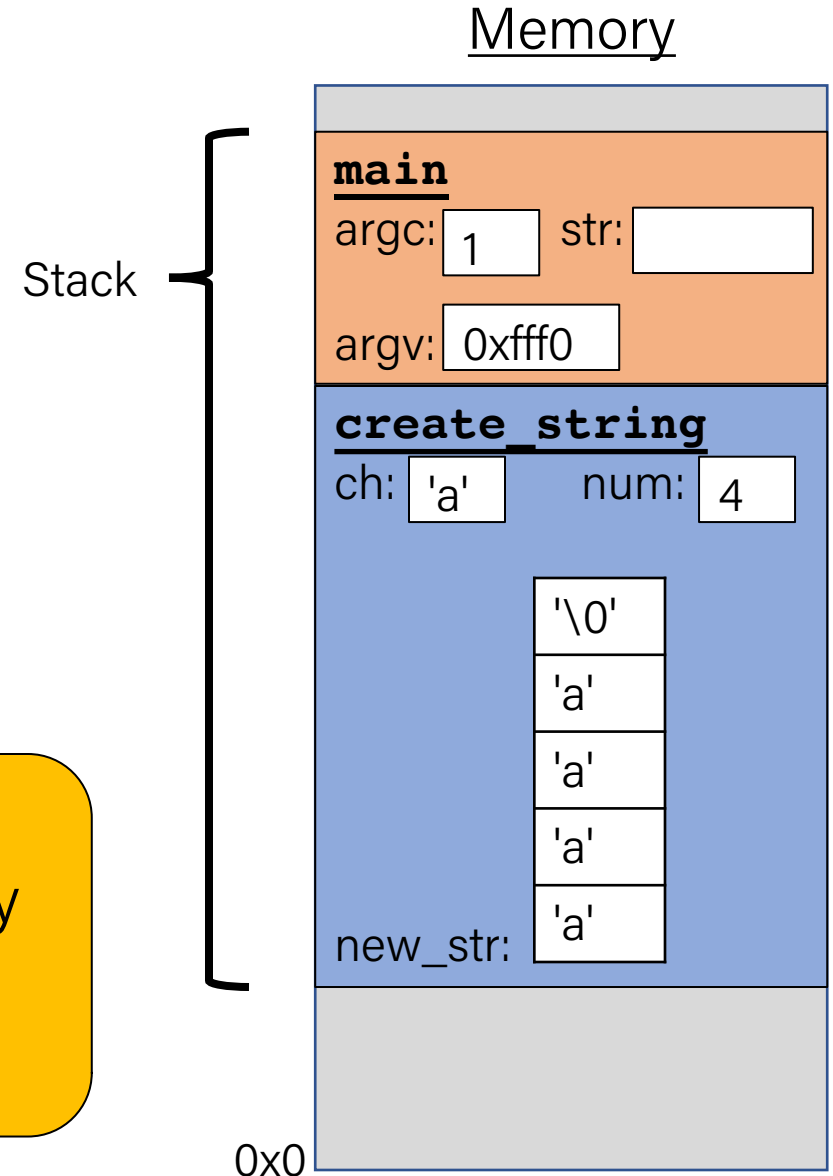 Memory
main
argc: 1 str:
Stack
argv: 0xfff0
create_string
ch: 'a' num: 4
'\0'
'a'
'a'
'a'
y
new_str: 'a'
0x0